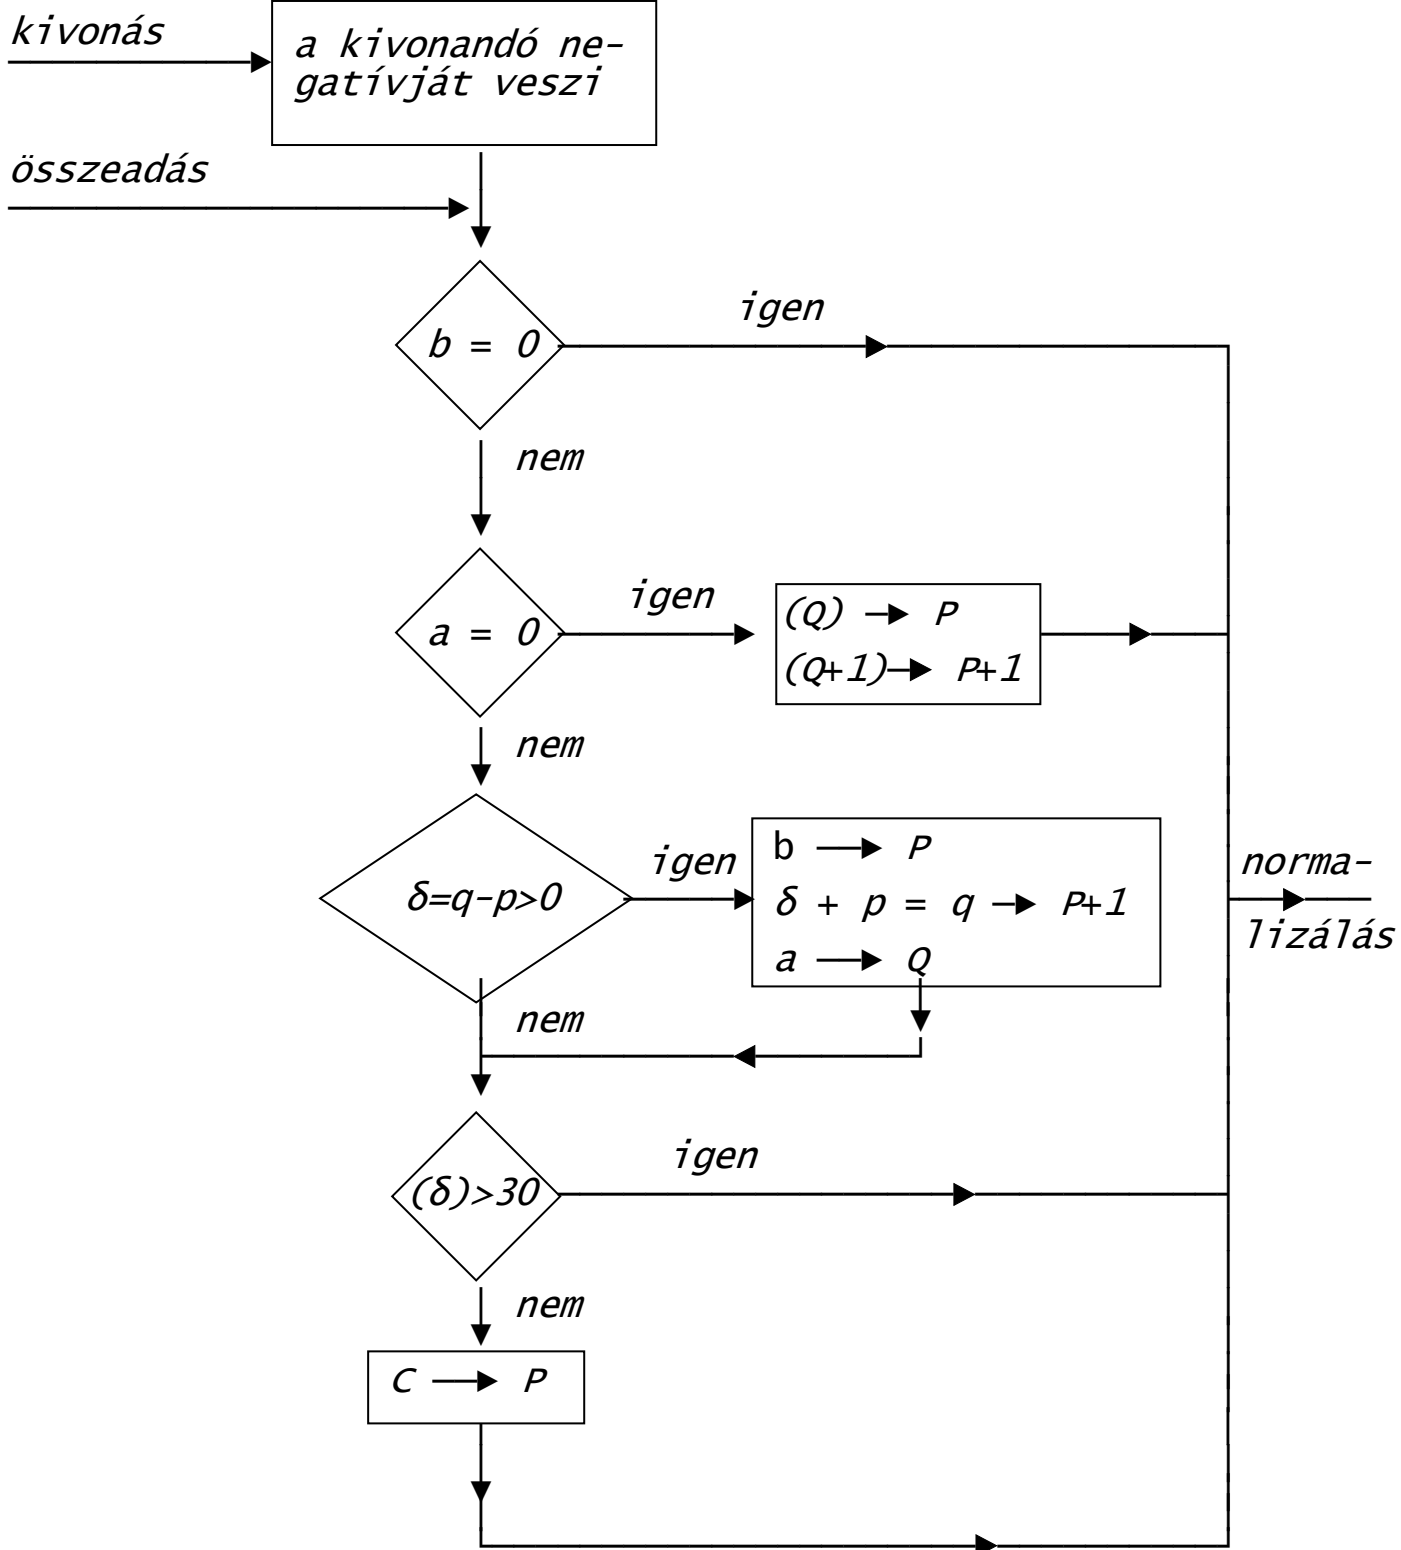 kivonás
a kivonandó ne-
gatívját veszi
összeadás
b = 0
igen
nem
a = 0
igen
(Q) → P
(Q+1)→ P+1
nem
δ=q-p>0
igen
b → P
δ + p = q → P+1
a → Q
norma-
lizálás
nem
(δ)>30
igen
nem
C → P